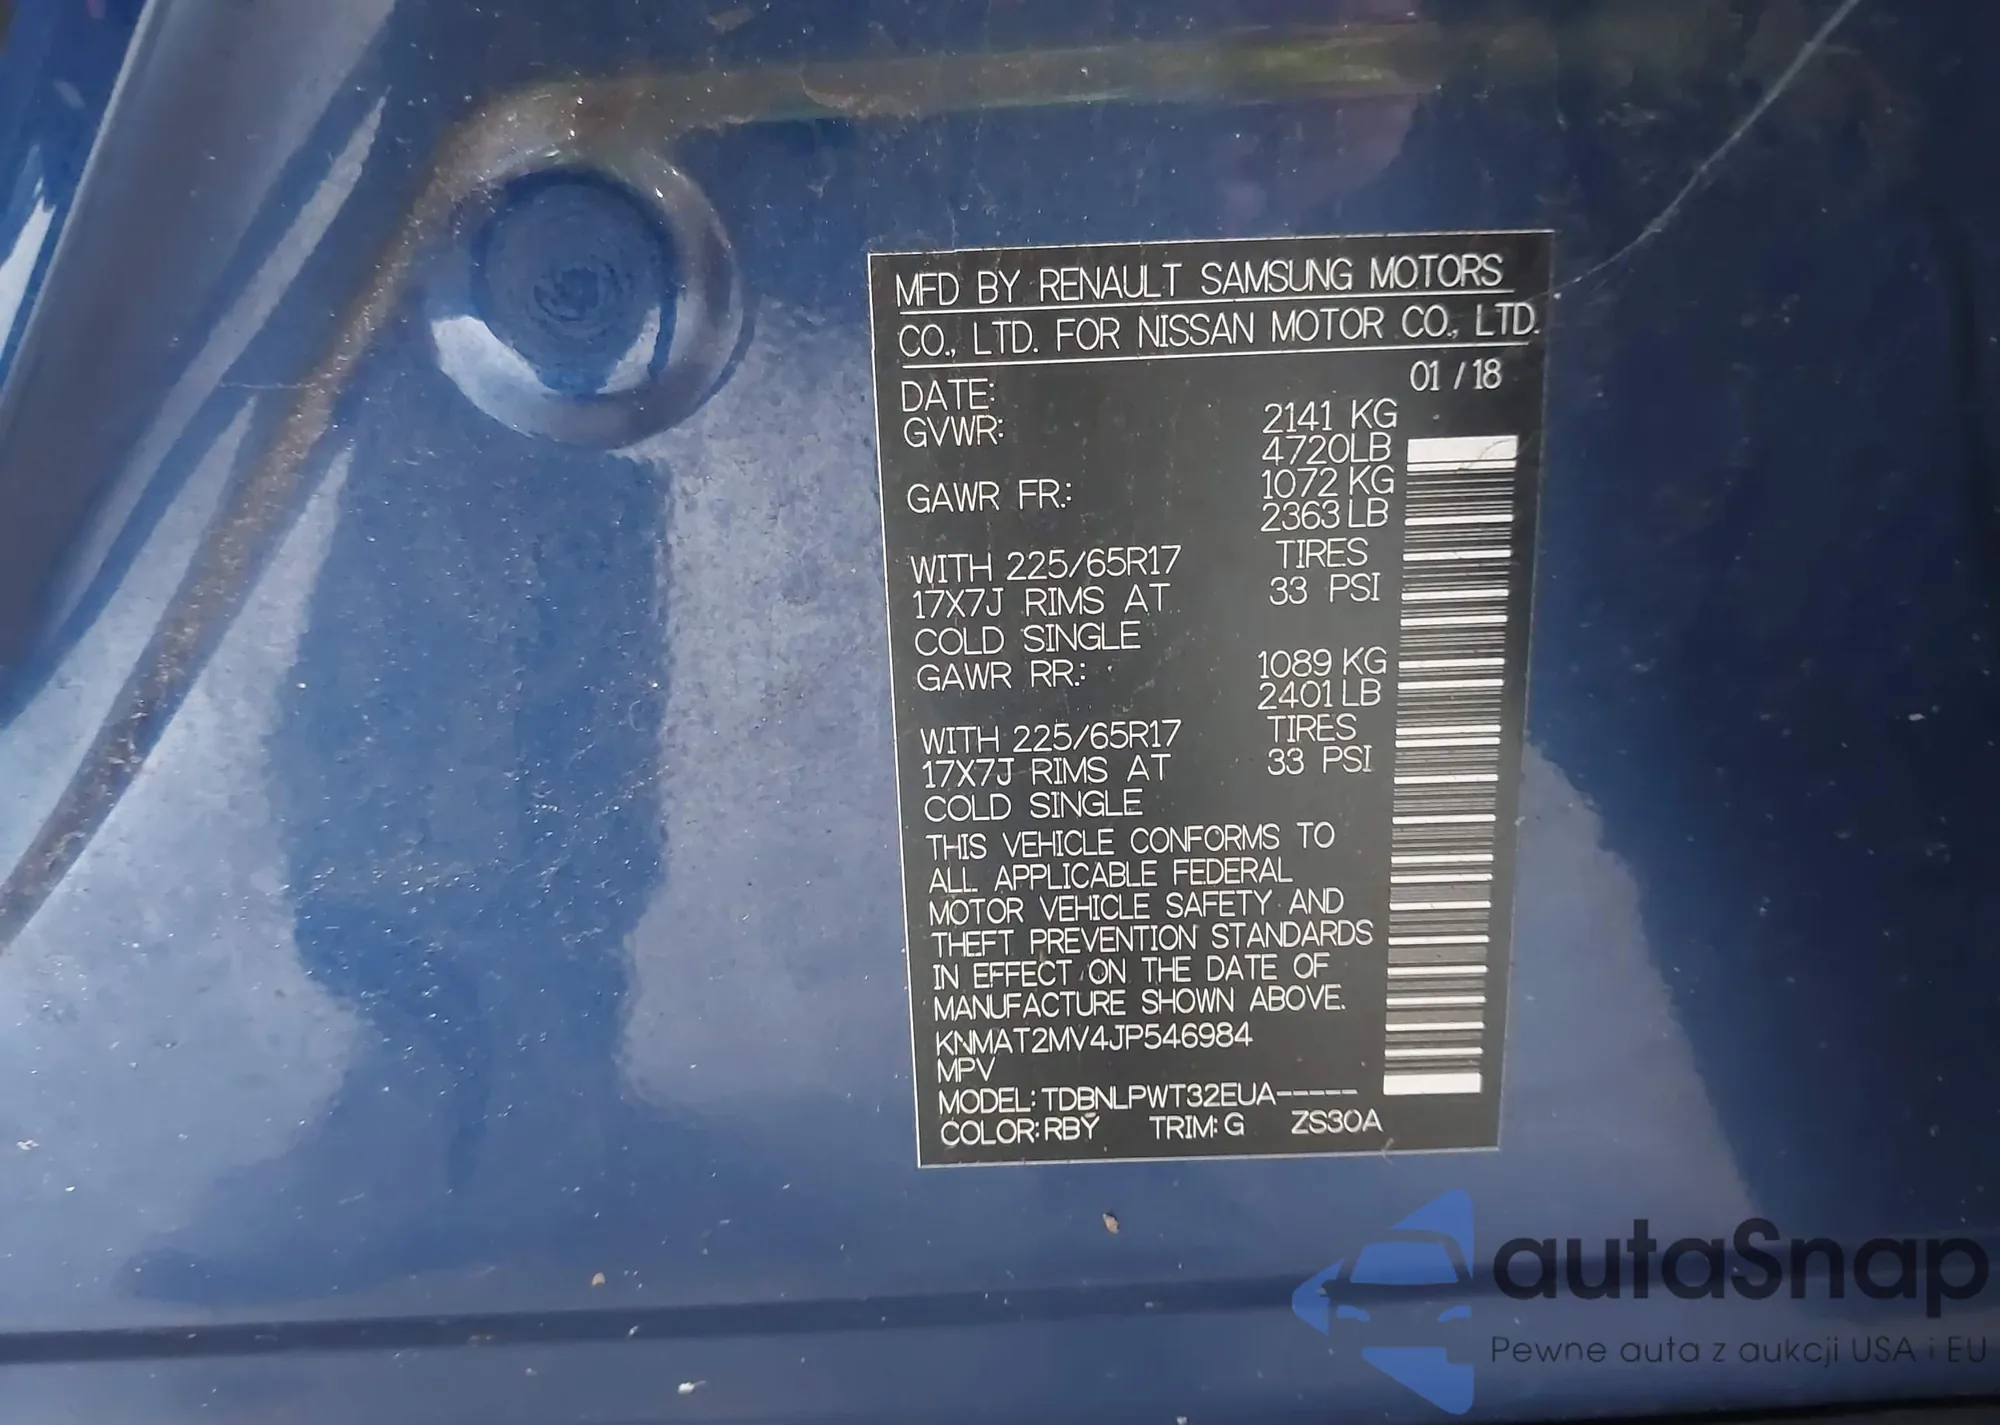 MFD BY RENAULT SAMSUNG MOTORS
CO., LTD. FOR NISSAN MOTOR CO., LTD.
DATE: 01 / 18
GVWR: 2141 KG
4720LB
GAWR FR.: 1072 KG
2363 LB
WITH 225/65R17 TIRES
17X7J RIMS AT 33 PSI
COLD SINGLE
GAWR RR.: 1089 KG
2401 LB
WITH 225/65R17 TIRES
17X7J RIMS AT 33 PSI
COLD SINGLE
THIS VEHICLE CONFORMS TO
ALL APPLICABLE FEDERAL
MOTOR VEHICLE SAFETY AND
THEFT PREVENTION STANDARDS
IN EFFECT ON THE DATE OF
MANUFACTURE SHOWN ABOVE.
KNMAT2MV4JP546984
MPV
MODEL: TDBNLPWT32EUA-----
COLOR: RBY TRIM: G ZS30A
autaSnap
Pewne auta z aukcji USA i EU